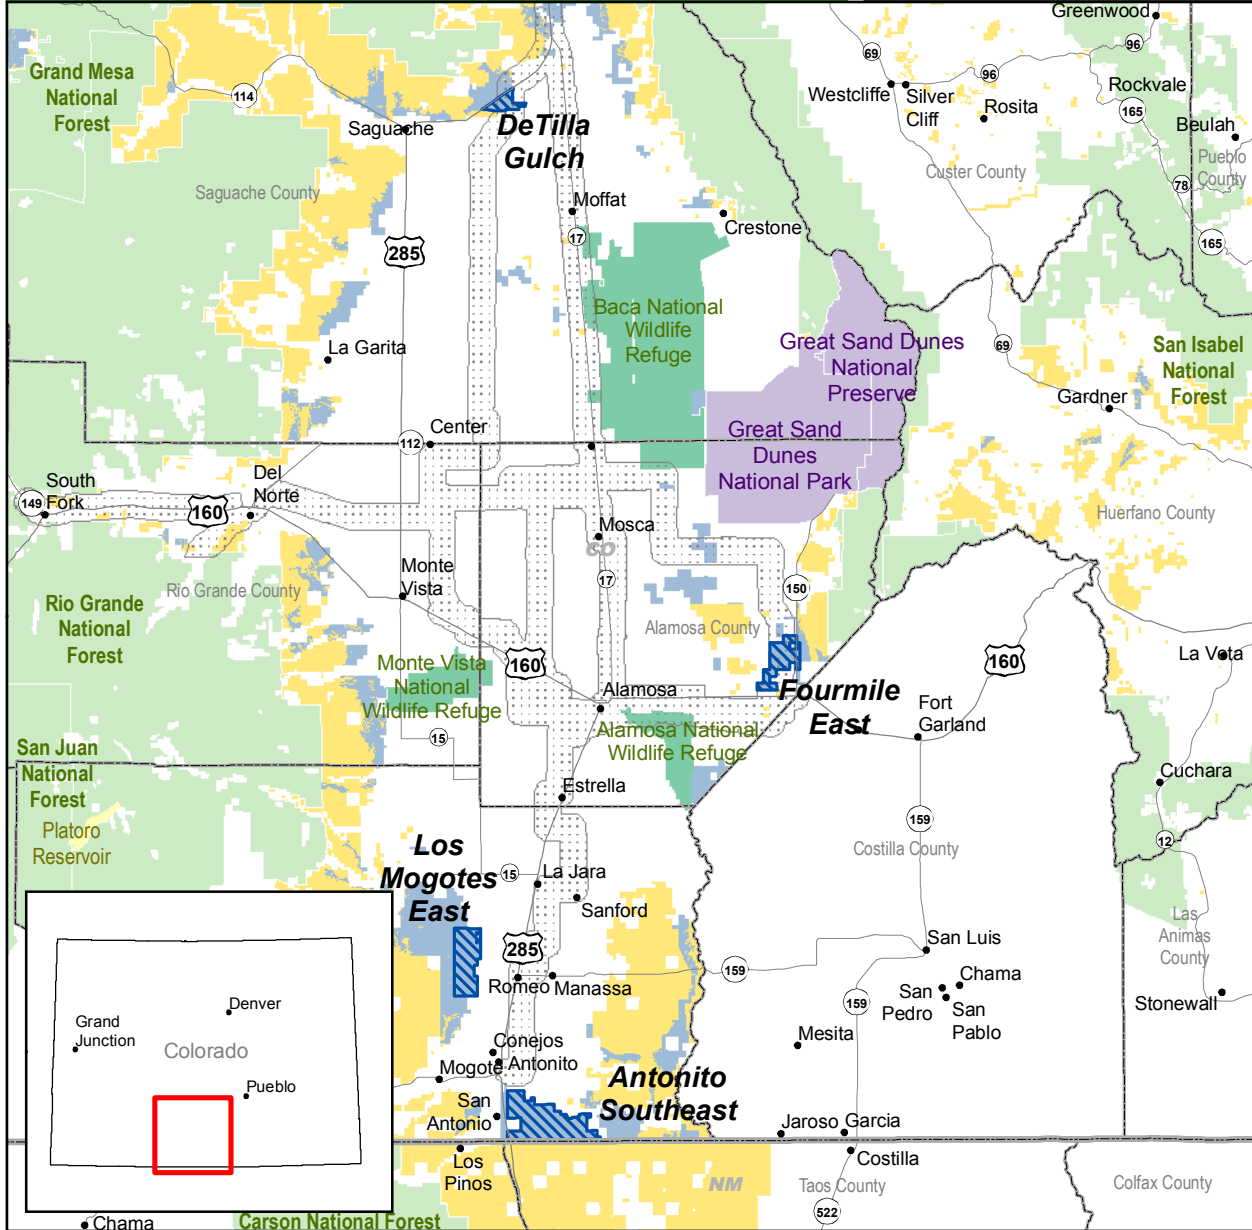 Greenwood
69
96
96
Grand Mesa
National
Forest
114
Westcliffe
Silver
Cliff
Rosita
Rockvale
165
Beulah
Saguache
DeTilla
Gulch
Pueblo
County
Custer County
78
Saguache County
Moffat
Crestone
17
165
285
Baca National
Wildlife
Refuge
Great Sand Dunes
National
Preserve
69
San Isabel
National
Forest
La Garita
Gardner
112
Center
Great Sand
Dunes
National Park
South
Fork
149
Del
Norte
160
Huerfano County
Mosca
CO
17
150
Monte
Vista
Rio Grande County
Rio Grande
National
Forest
Alamosa County
La Veta
Monte Vista
National
Wildlife Refuge
160
160
Alamosa
Fourmile
East
Fort
Garland
Alamosa National
Wildlife Refuge
15
San Juan
National
Forest
Platoro
Reservoir
Cuchara
Estrella
159
12
Costilla County
Los
Mogotes
East
15
La Jara
Sanford
Las
Animas
County
285
San Luis
159
Romeo
Manassa
Chama
San
Pedro
San
Pablo
159
Stonewall
Mesita
Denver
Grand
Junction
Colorado
Pueblo
Conejos
Antonito
Mogote
Antonito
Southeast
San
Antonio
Jaroso
Garcia
Costilla
Los
Pinos
NM
Taos County
Colfax County
522
Chama
Carson National Forest